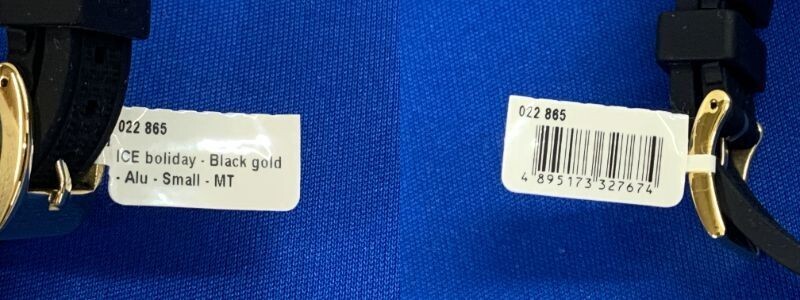 022 865
ICE boliday - Black gold
- Alu - Small - MT
022 865
4 895173 327674